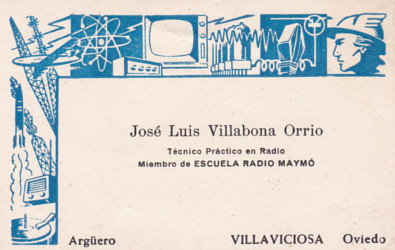 José Luis Villabona Orrio
Técnico Práctico en Radio
Miembro de ESCUELA RADIO MAYMÓ
Argüero VILLAVICIOSA Oviedo